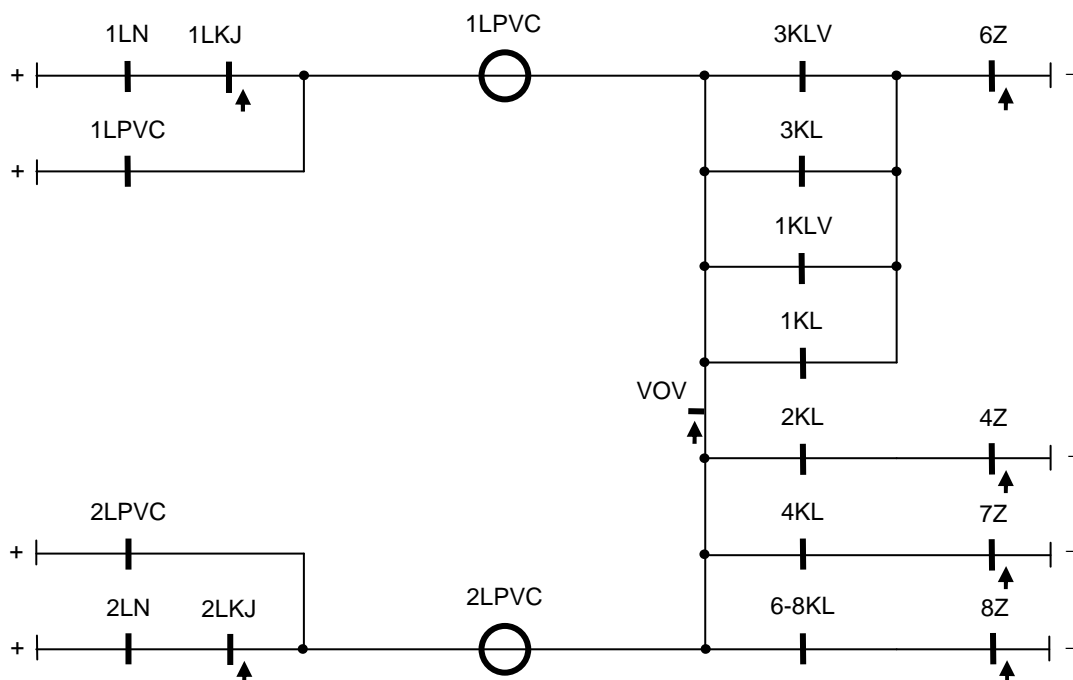 1LN 1LKJ 1LPVC 3KLV 6Z
+ -
1LPVC 3KL
+
1KLV
1KL
VOV
2KL 4Z
-
2LPVC 4KL 7Z
+ -
2LN 2LKJ 2LPVC 6-8KL 8Z
+ -